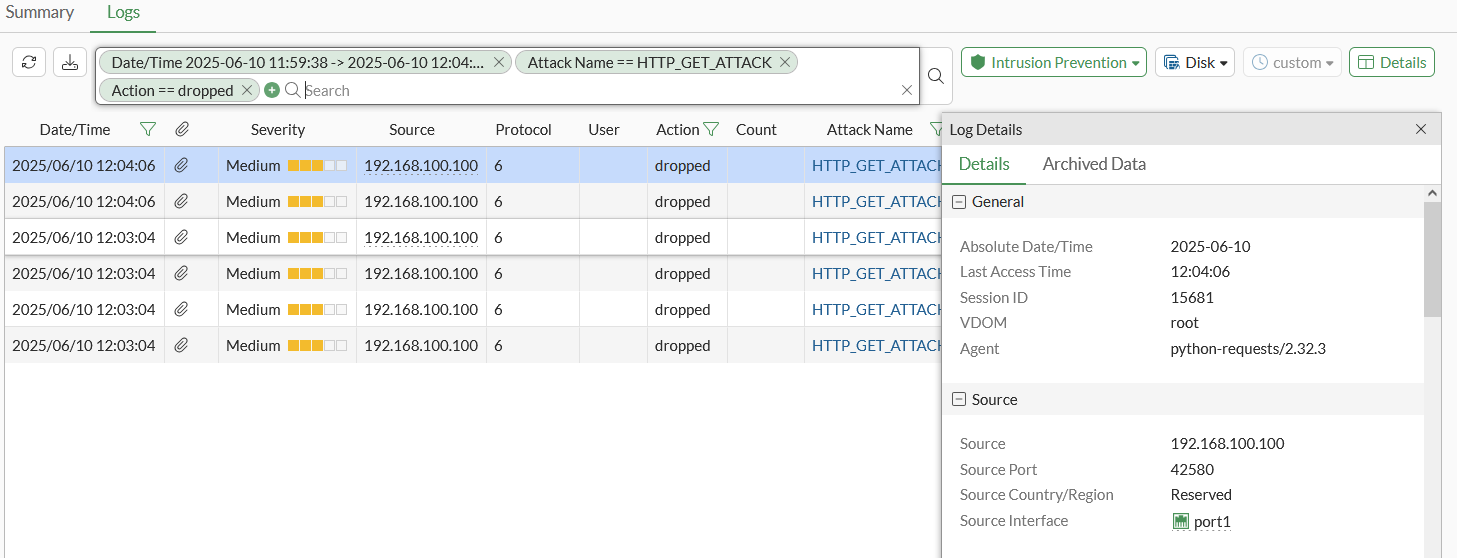 Summary Logs
Date/Time 2025-06-10 11:59:38 -> 2025-06-10 12:04:... Attack Name == HTTP_GET_ATTACK
Action == dropped Search
Intrusion Prevention Disk custom Details
Date/Time Severity Source Protocol User Action Count Attack Name
2025/06/10 12:04:06 Medium 192.168.100.100 6 dropped HTTP_GET_ATTACK
2025/06/10 12:04:06 Medium 192.168.100.100 6 dropped HTTP_GET_ATTACK
2025/06/10 12:03:04 Medium 192.168.100.100 6 dropped HTTP_GET_ATTACK
2025/06/10 12:03:04 Medium 192.168.100.100 6 dropped HTTP_GET_ATTACK
2025/06/10 12:03:04 Medium 192.168.100.100 6 dropped HTTP_GET_ATTACK
2025/06/10 12:03:04 Medium 192.168.100.100 6 dropped HTTP_GET_ATTACK
Log Details
Details Archived Data
General
Absolute Date/Time 2025-06-10
Last Access Time 12:04:06
Session ID 15681
VDOM root
Agent python-requests/2.32.3
Source
Source 192.168.100.100
Source Port 42580
Source Country/Region Reserved
Source Interface port1